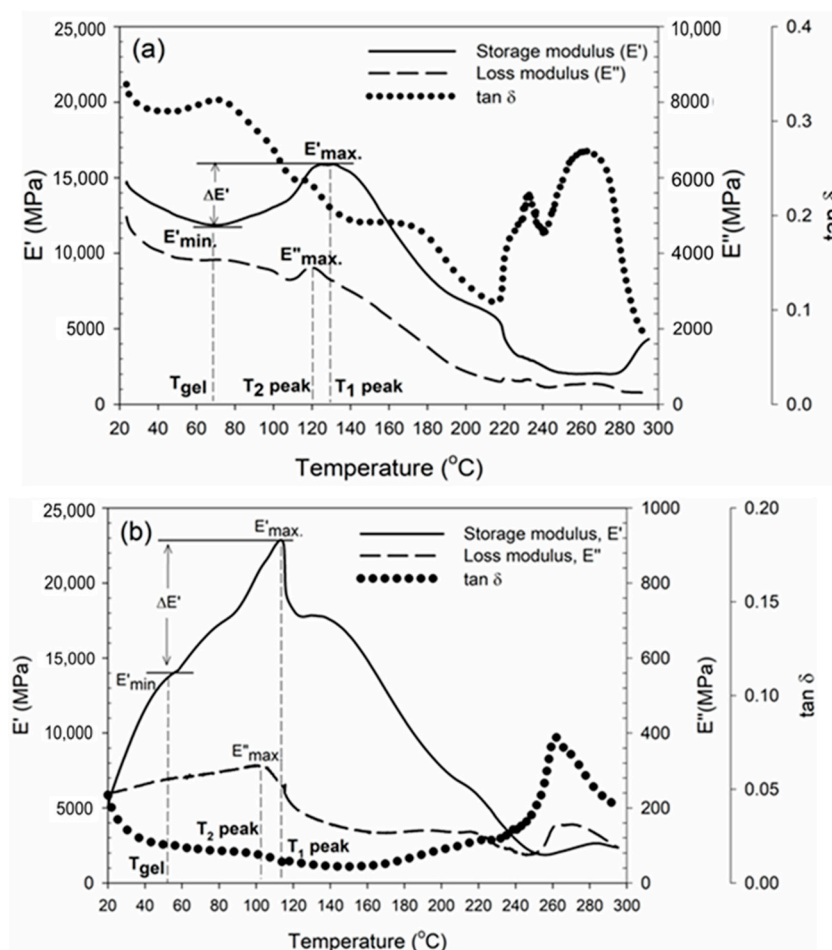 (a)
Storage modulus (E')
Loss modulus (E")
tan δ
25,000
20,000
15,000
10,000
5000
0
E' (MPa)
10,000
8000
6000
4000
2000
0
E"(MPa)
0.4
0.3
0.2
0.1
0.0
tan δ
E'max.
ΔE'
E'min.
E"max.
Tgel
T2 peak
T1 peak
20 40 60 80 100 120 140 160 180 200 220 240 260 280 300
Temperature (°C)
(b)
Storage modulus, E'
Loss modulus, E"
tan δ
25,000
20,000
15,000
10,000
5000
0
E' (MPa)
1000
800
600
400
200
0
E"(MPa)
0.20
0.15
0.10
0.05
0.00
tan δ
E'max.
ΔE'
E'min
E"max
T2 peak
T1 peak
Tgel
20 40 60 80 100 120 140 160 180 200 220 240 260 280 300
Temperature (°C)